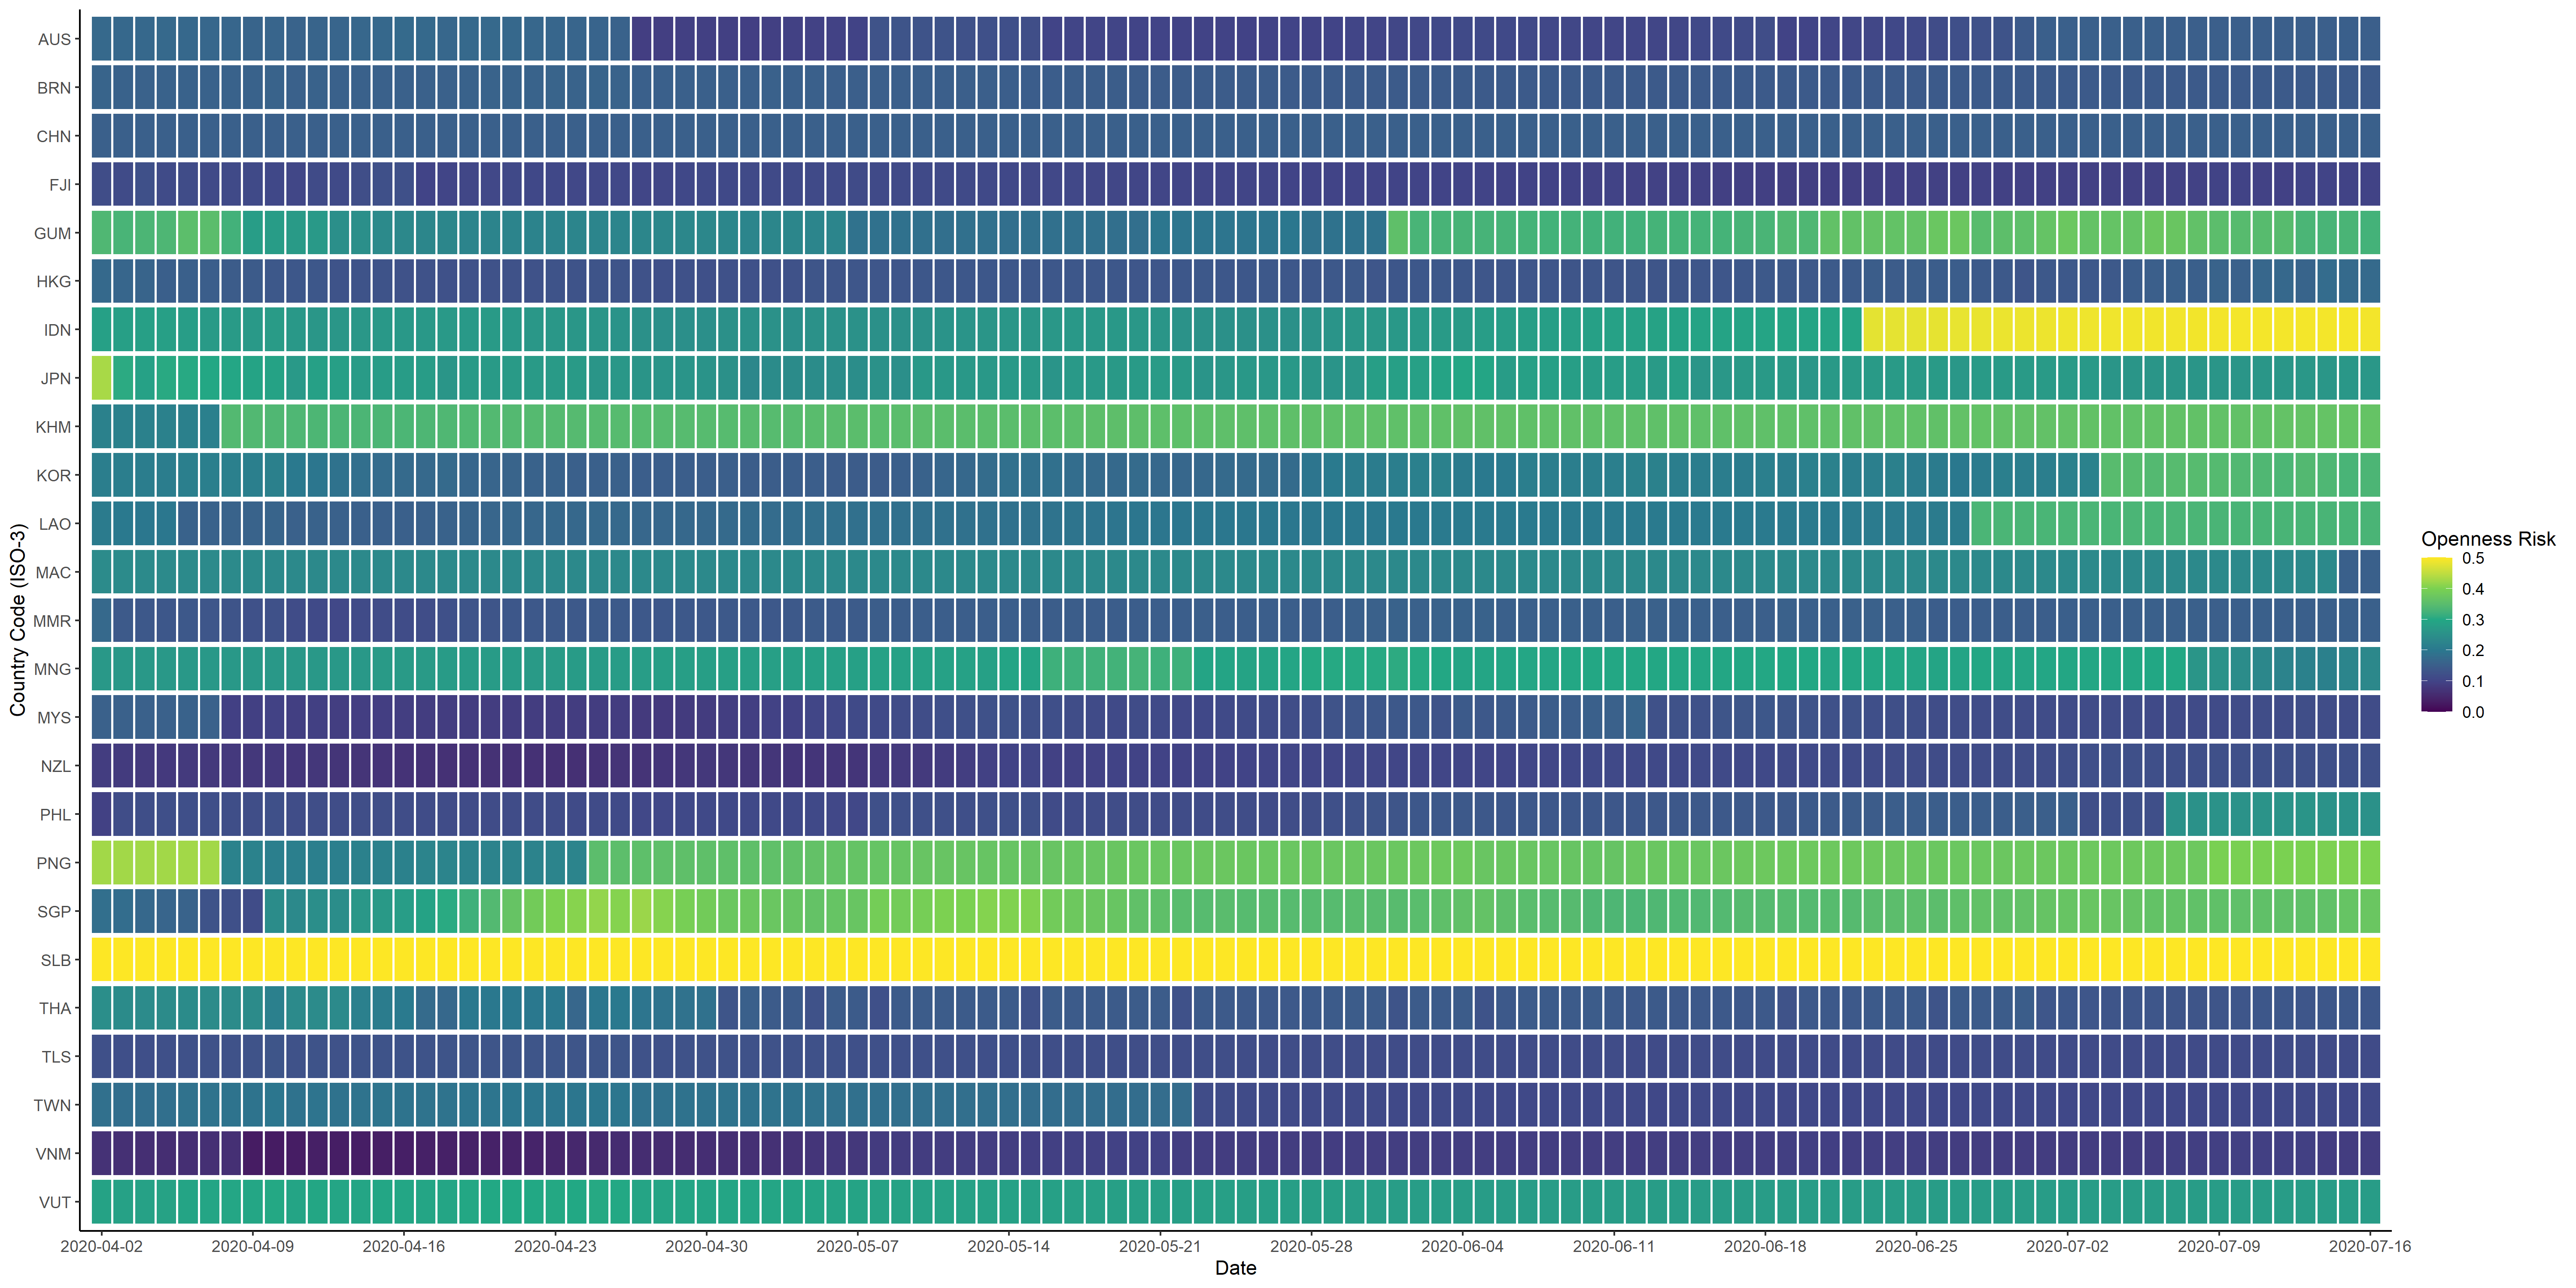 AUS
BRN
CHN
FJI
GUM
HKG
IDN
JPN
KHM
KOR
LAO
MAC
MMR
MNG
MYS
NZL
PHL
PNG
SGP
SLB
THA
TLS
TWN
VNM
VUT
Country Code (ISO-3)
2020-04-02 2020-04-09 2020-04-16 2020-04-23 2020-04-30 2020-05-07 2020-05-14 2020-05-21 2020-05-28 2020-06-04 2020-06-11 2020-06-18 2020-06-25 2020-07-02 2020-07-09 2020-07-16
Date
Openness Risk
0.5
0.4
0.3
0.2
0.1
0.0